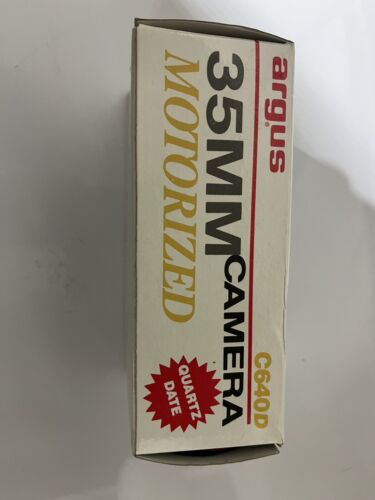 argus
35MM CAMERA
MOTORIZED
C640D
QUARTZ
DATE